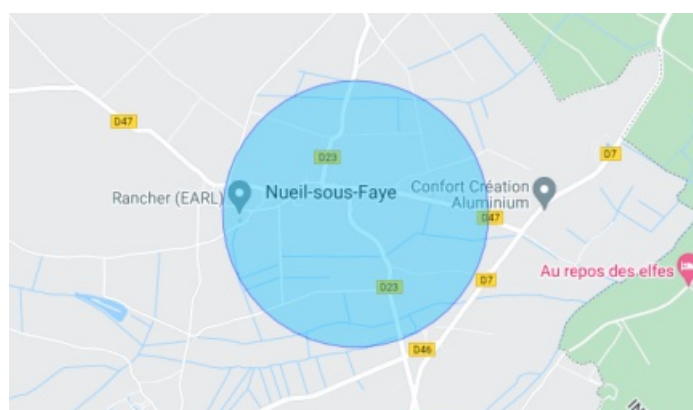 D47
D23
D7
Rancher (EARL)
Nueil-sous-Faye
Confort Création
Aluminium
D47
Au repos des elfes
D7
D23
D46